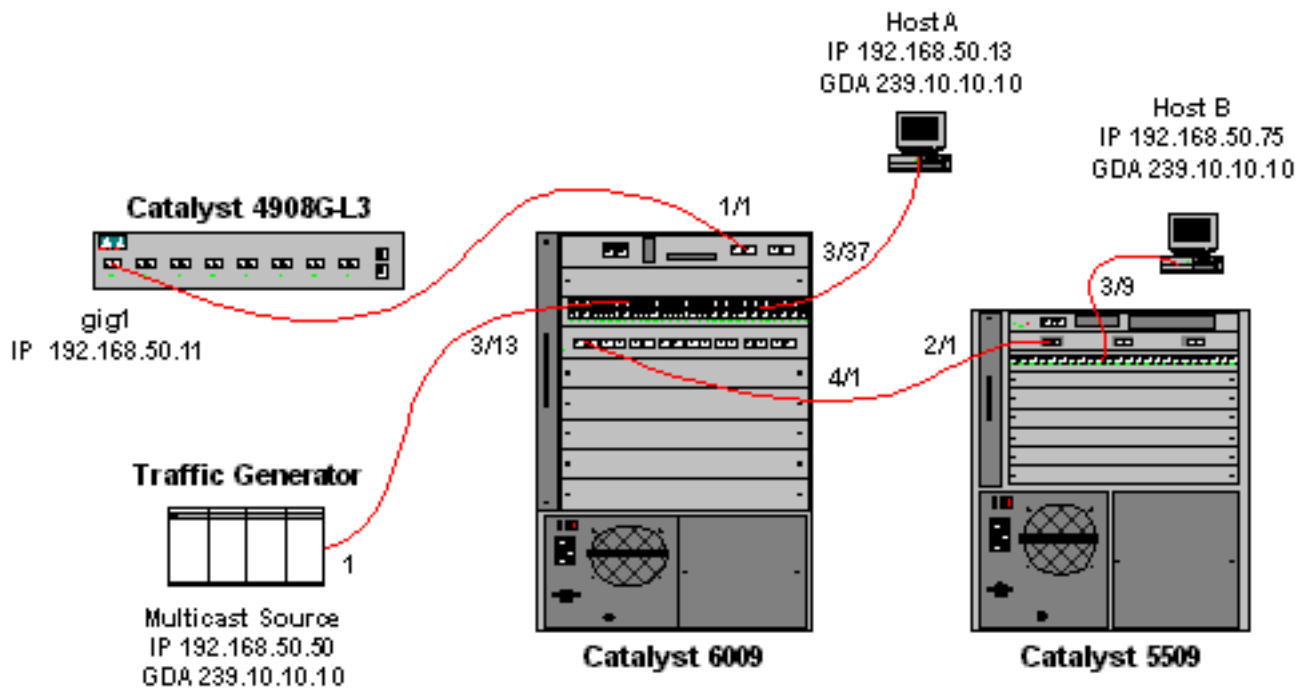 Host A
IP 192.168.50.13
GDA 239.10.10.10
Host B
IP 192.168.50.75
GDA 239.10.10.10
Catalyst 4908G-L3
1/1
3/37
3/9
gig1
IP 192.168.50.11
3/13
2/1
4/1
Traffic Generator
1
Multicast Source
IP 192.168.50.50
GDA 239.10.10.10
Catalyst 6009
Catalyst 5509